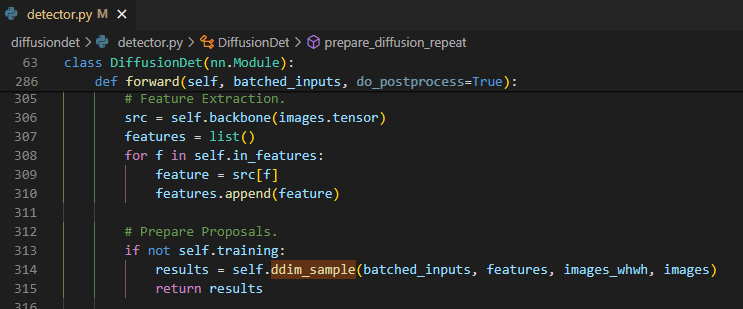 detector.py M ×
diffusiondet > detector.py > DiffusionDet > prepare_diffusion_repeat
63 class DiffusionDet(nn.Module):
286 def forward(self, batched_inputs, do_postprocess=True):
305 # Feature Extraction.
306 src = self.backbone(images.tensor)
307 features = list()
308 for f in self.in_features:
309 feature = src[f]
310 features.append(feature)
311
312 # Prepare Proposals.
313 if not self.training:
314 results = self.ddim_sample(batched_inputs, features, images_whwh, images)
315 return results
316